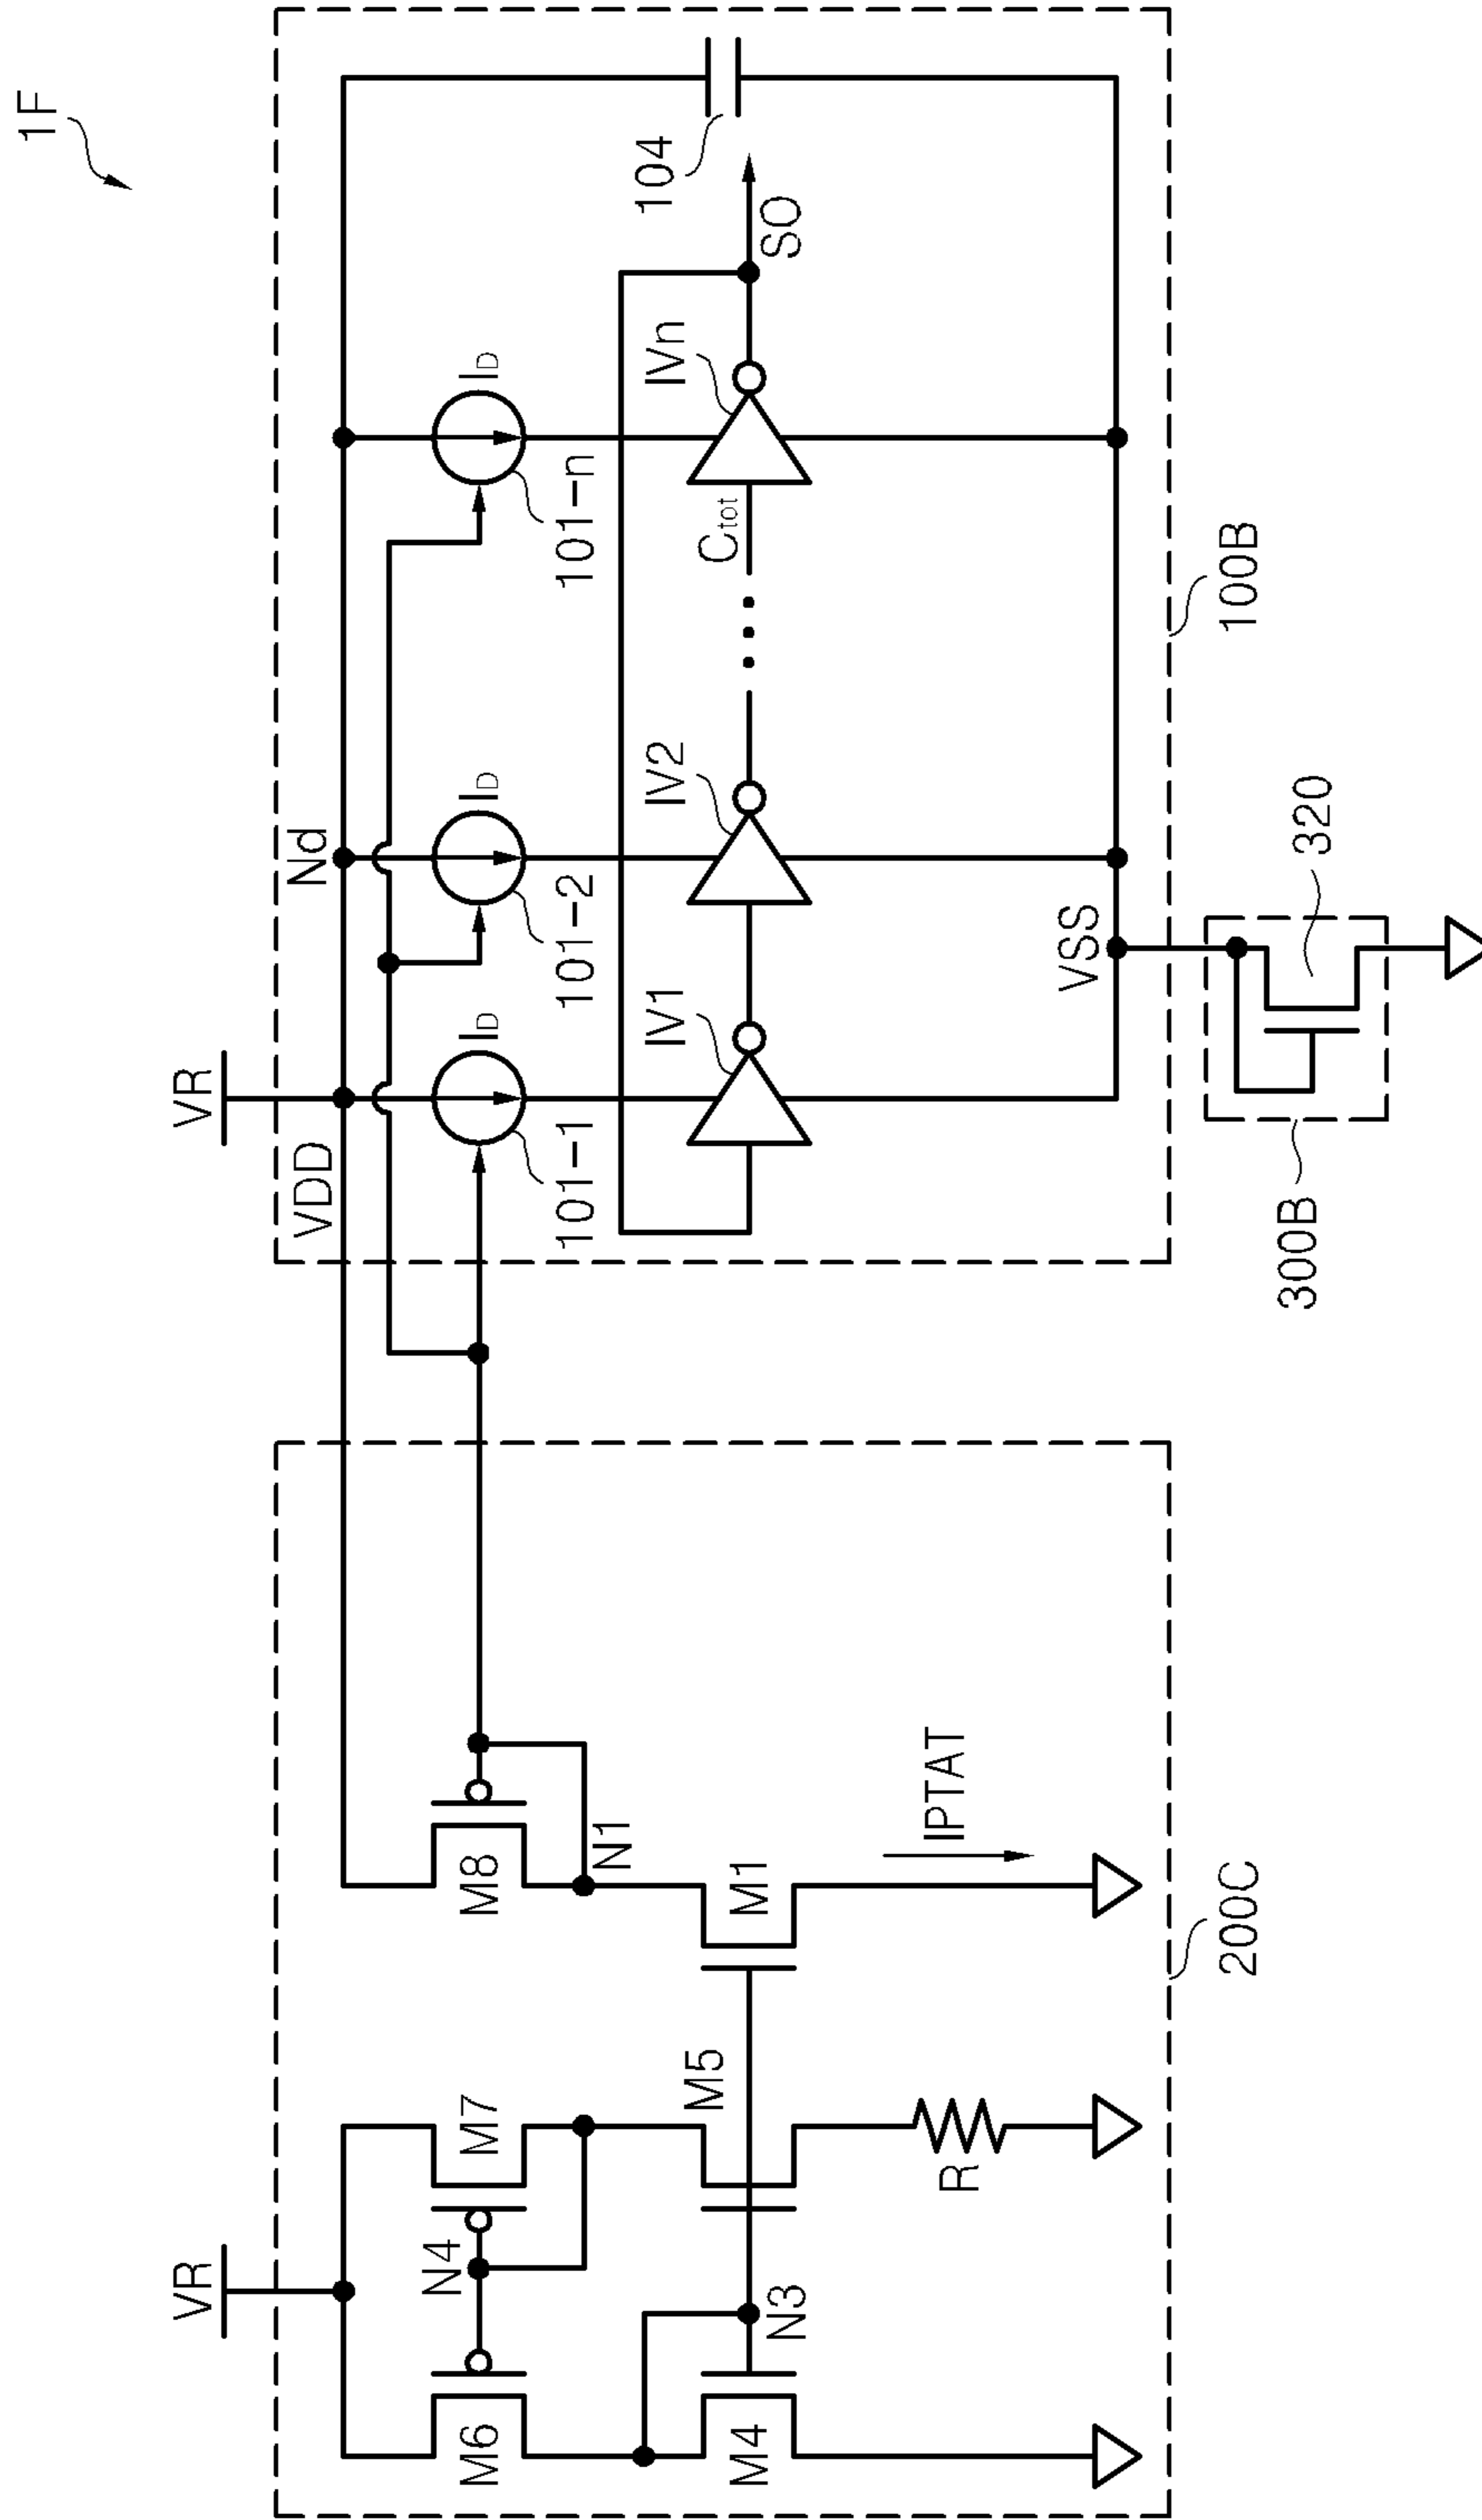 1F
VR
VR
VDD
Nd
M6
N4
M7
M8
101-1
ID
101-2
ID
101-n
ID
N1
104
IV1
IV2
IVn
M4
N3
M5
M1
Ctot
SO
R
IPTAT
VSS
200C
100B
300B
320